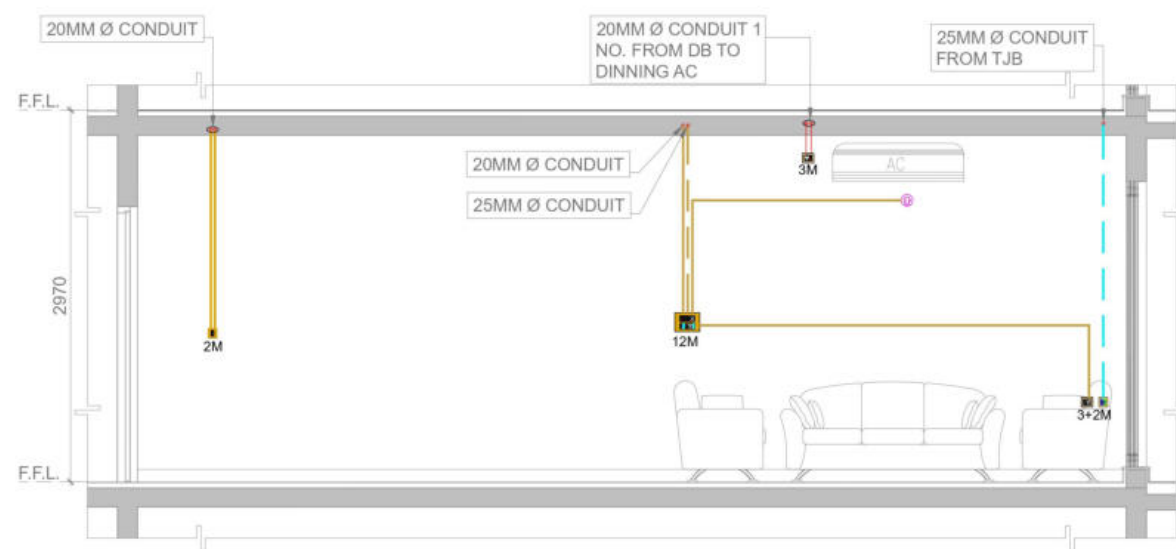 20MM Ø CONDUIT
20MM Ø CONDUIT 1
NO. FROM DB TO
DINNING AC
25MM Ø CONDUIT
FROM TJB
F.F.L.
20MM Ø CONDUIT
25MM Ø CONDUIT
3M
AC
2970
2M
12M
3+2M
F.F.L.